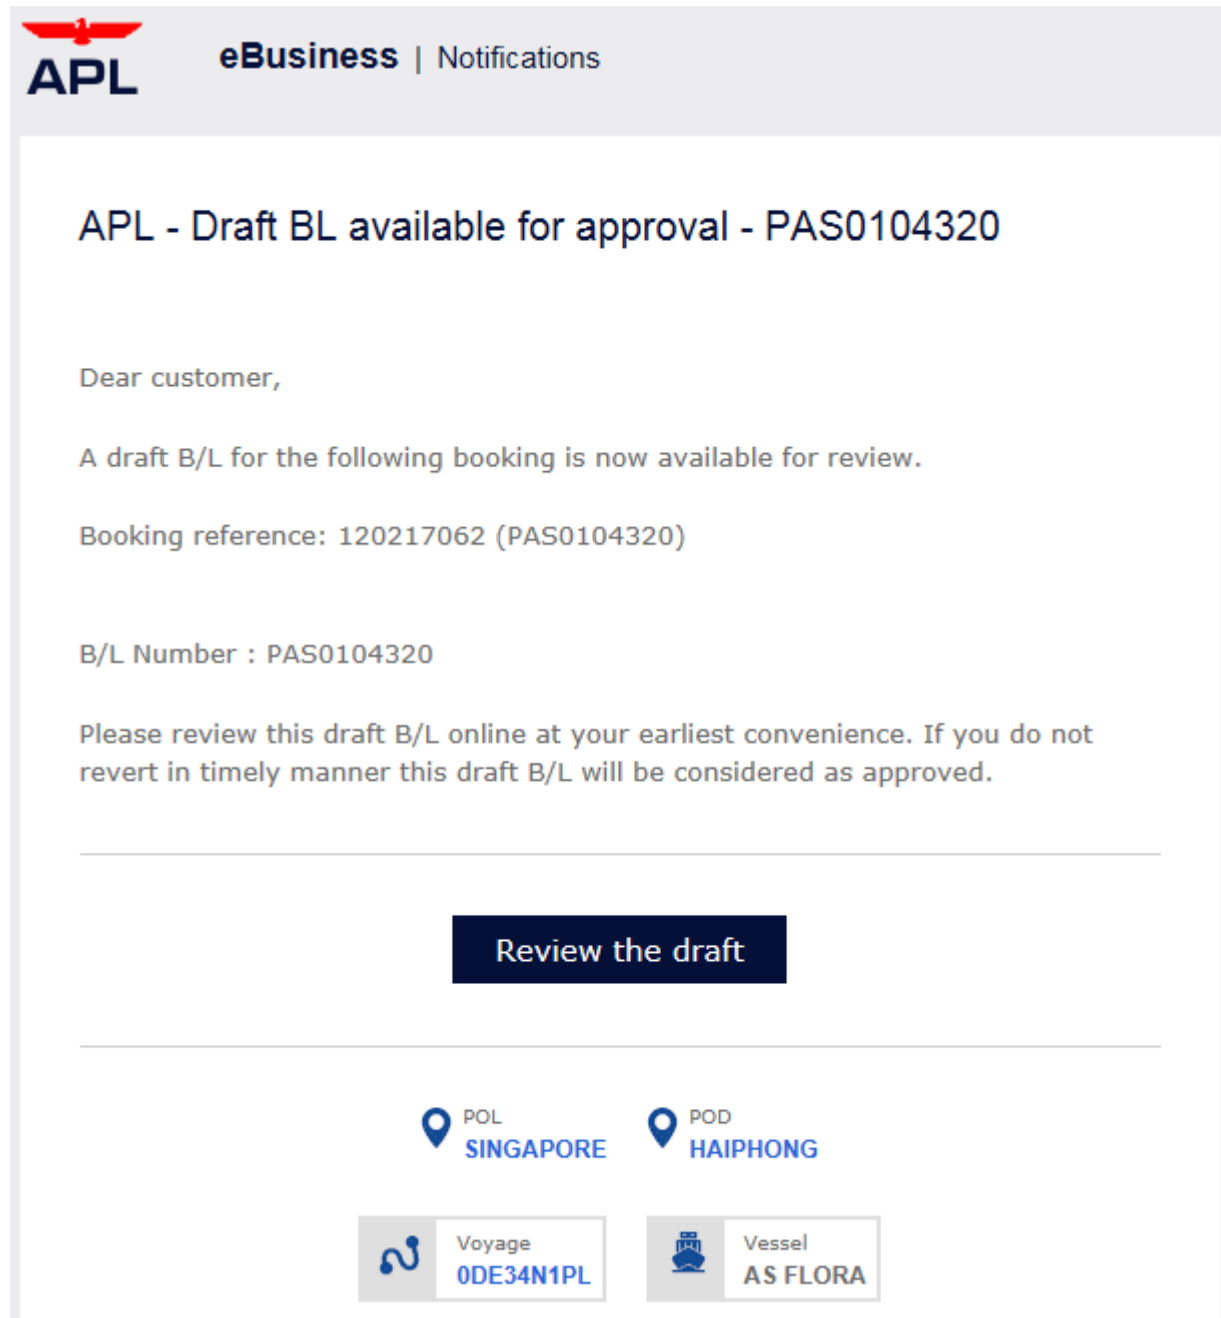 APL
eBusiness | Notifications
APL - Draft BL available for approval - PAS0104320
Dear customer,
A draft B/L for the following booking is now available for review.
Booking reference: 120217062 (PAS0104320)
B/L Number : PAS0104320
Please review this draft B/L online at your earliest convenience. If you do not
revert in timely manner this draft B/L will be considered as approved.
Review the draft
POL
SINGAPORE
POD
HAIPHONG
Voyage
0DE34N1PL
Vessel
AS FLORA